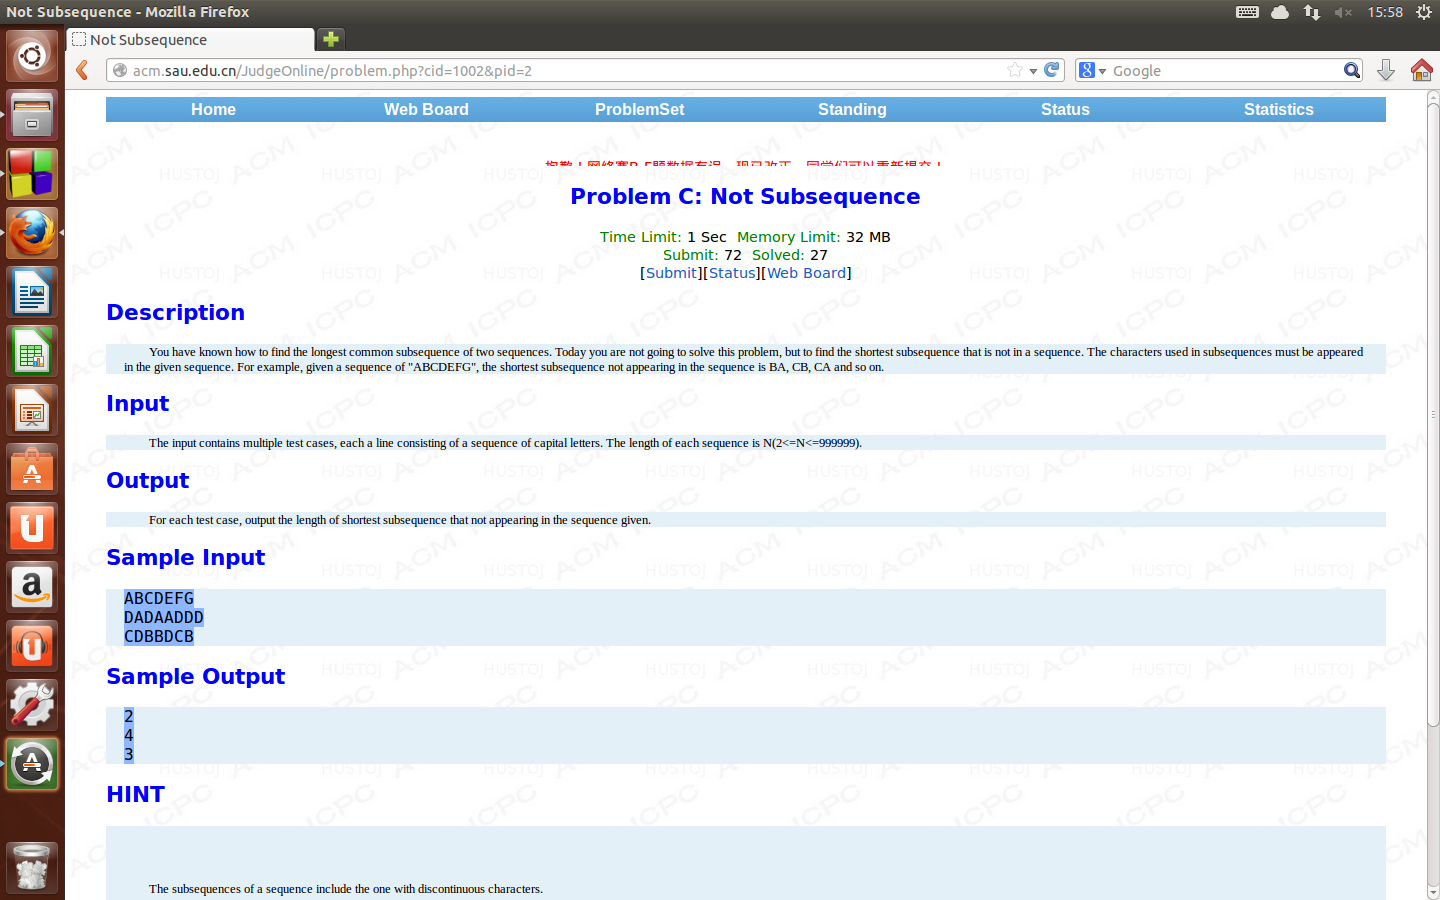 Not Subsequence - Mozilla Firefox
15:58
Not Subsequence
acm.sau.edu.cn/JudgeOnline/problem.php?cid=1002&pid=2
Google
Home Web Board ProblemSet Standing Status Statistics
Problem C: Not Subsequence
Time Limit: 1 Sec Memory Limit: 32 MB
Submit: 72 Solved: 27
[Submit][Status][Web Board]
Description
You have known how to find the longest common subsequence of two sequences. Today you are not going to solve this problem, but to find the shortest subsequence that is not in a sequence. The characters used in subsequences must be appeared
in the given sequence. For example, given a sequence of "ABCDEFG", the shortest subsequence not appearing in the sequence is BA, CB, CA and so on.
Input
The input contains multiple test cases, each a line consisting of a sequence of capital letters. The length of each sequence is N(2<=N<=999999).
Output
For each test case, output the length of shortest subsequence that not appearing in the sequence given.
Sample Input
ABCDEFG
DADAADDD
CDBBDCB
Sample Output
2
4
3
HINT
The subsequences of a sequence include the one with discontinuous characters.